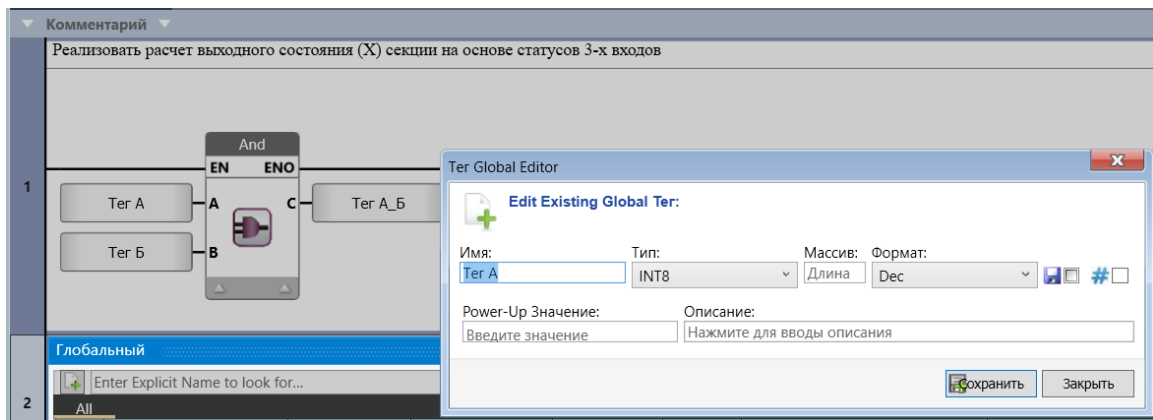 Комментарий
Реализовать расчет выходного состояния (X) секции на основе статусов 3-х входов
And
EN ENO
1
Тег А
A
C
Тег А_Б
Тег Б
B
Тег Global Editor
Edit Existing Global Тег:
Имя: Тип: Массив: Формат:
Тег А INT8 Длина Dec #
Power-Up Значение: Описание:
Введите значение Нажмите для вводы описания
Сохранить Закрыть
Глобальный
Enter Explicit Name to look for...
2
All